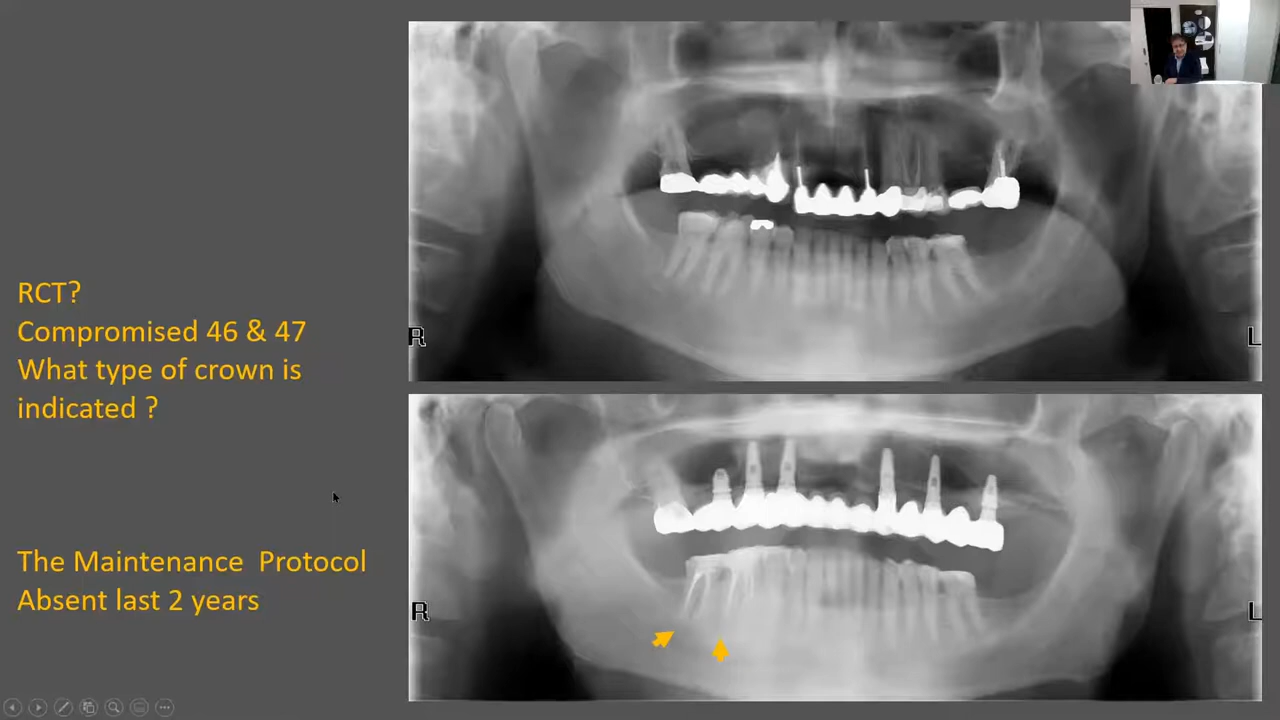 RCT?
Compromised 46 & 47
What type of crown is
indicated ?
The Maintenance Protocol
Absent last 2 years
R
L
R
L